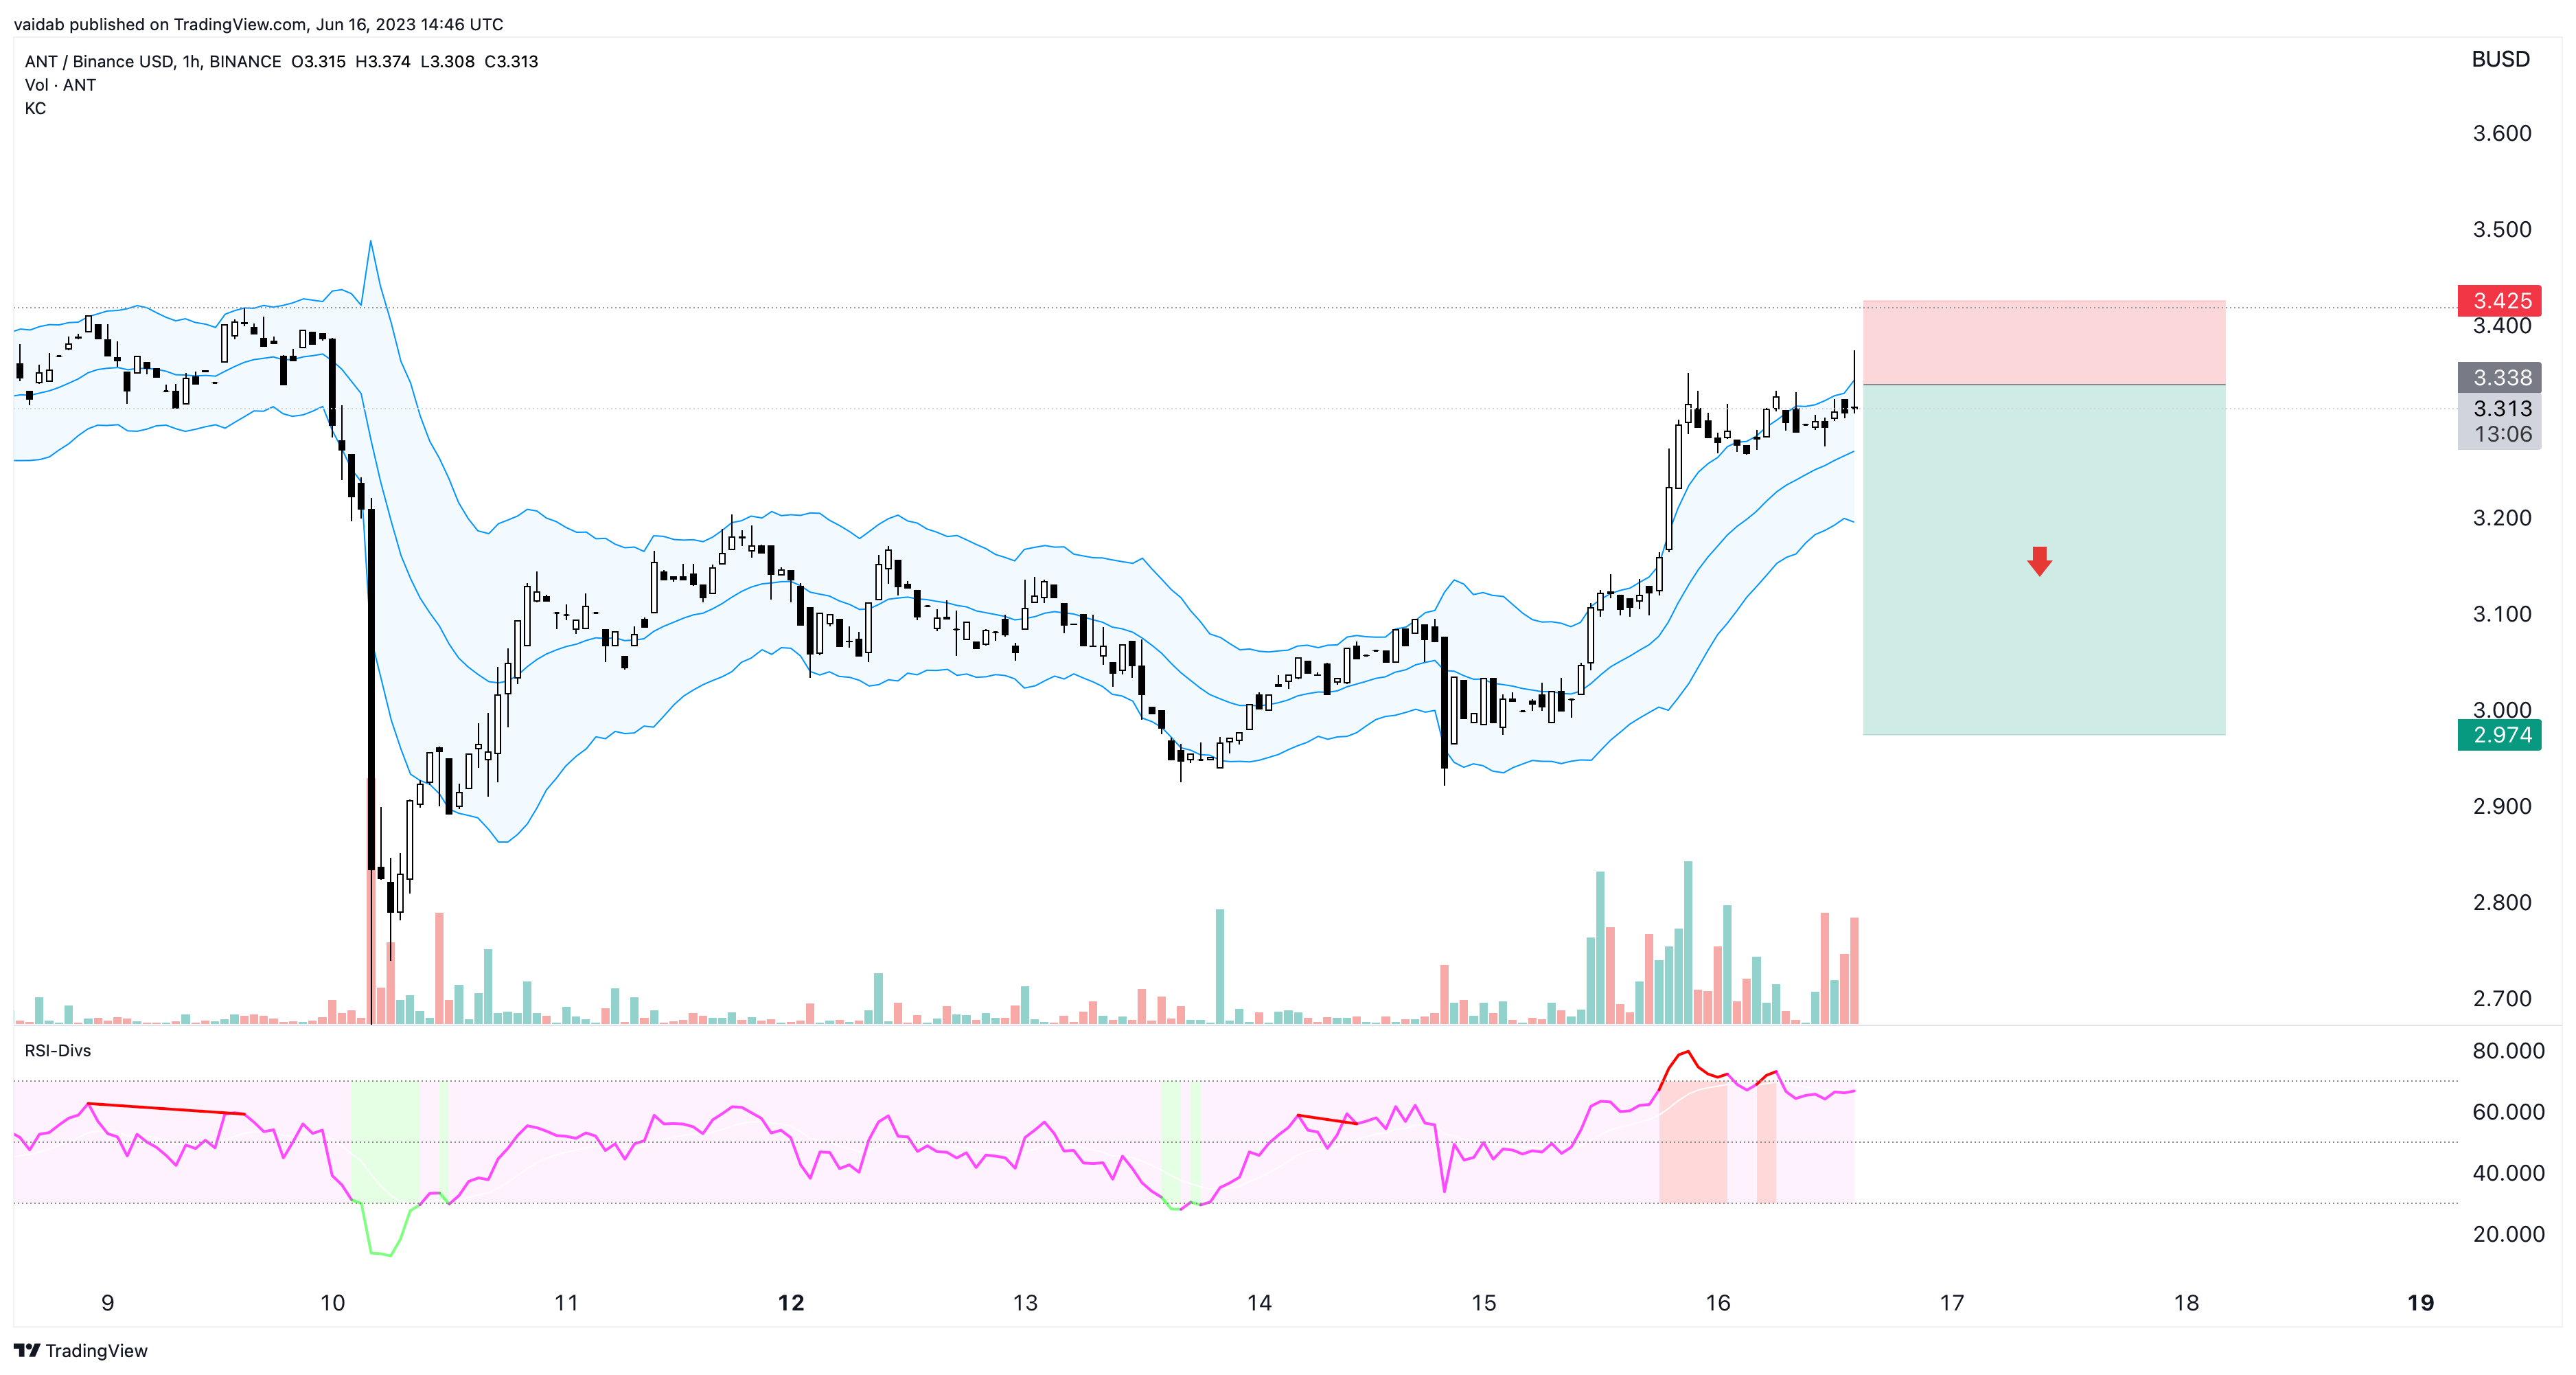 vaidab published on TradingView.com, Jun 16, 2023 14:46 UTC
ANT / Binance USD, 1h, BINANCE O3.315 H3.374 L3.308 C3.313
Vol · ANT
KC
BUSD
3.600
3.500
3.425
3.400
3.338
3.313
13:06
3.200
3.100
3.000
2.974
2.900
2.800
2.700
RSI-Divs
80.000
60.000
40.000
20.000
9 10 11 12 13 14 15 16 17 18 19
TradingView